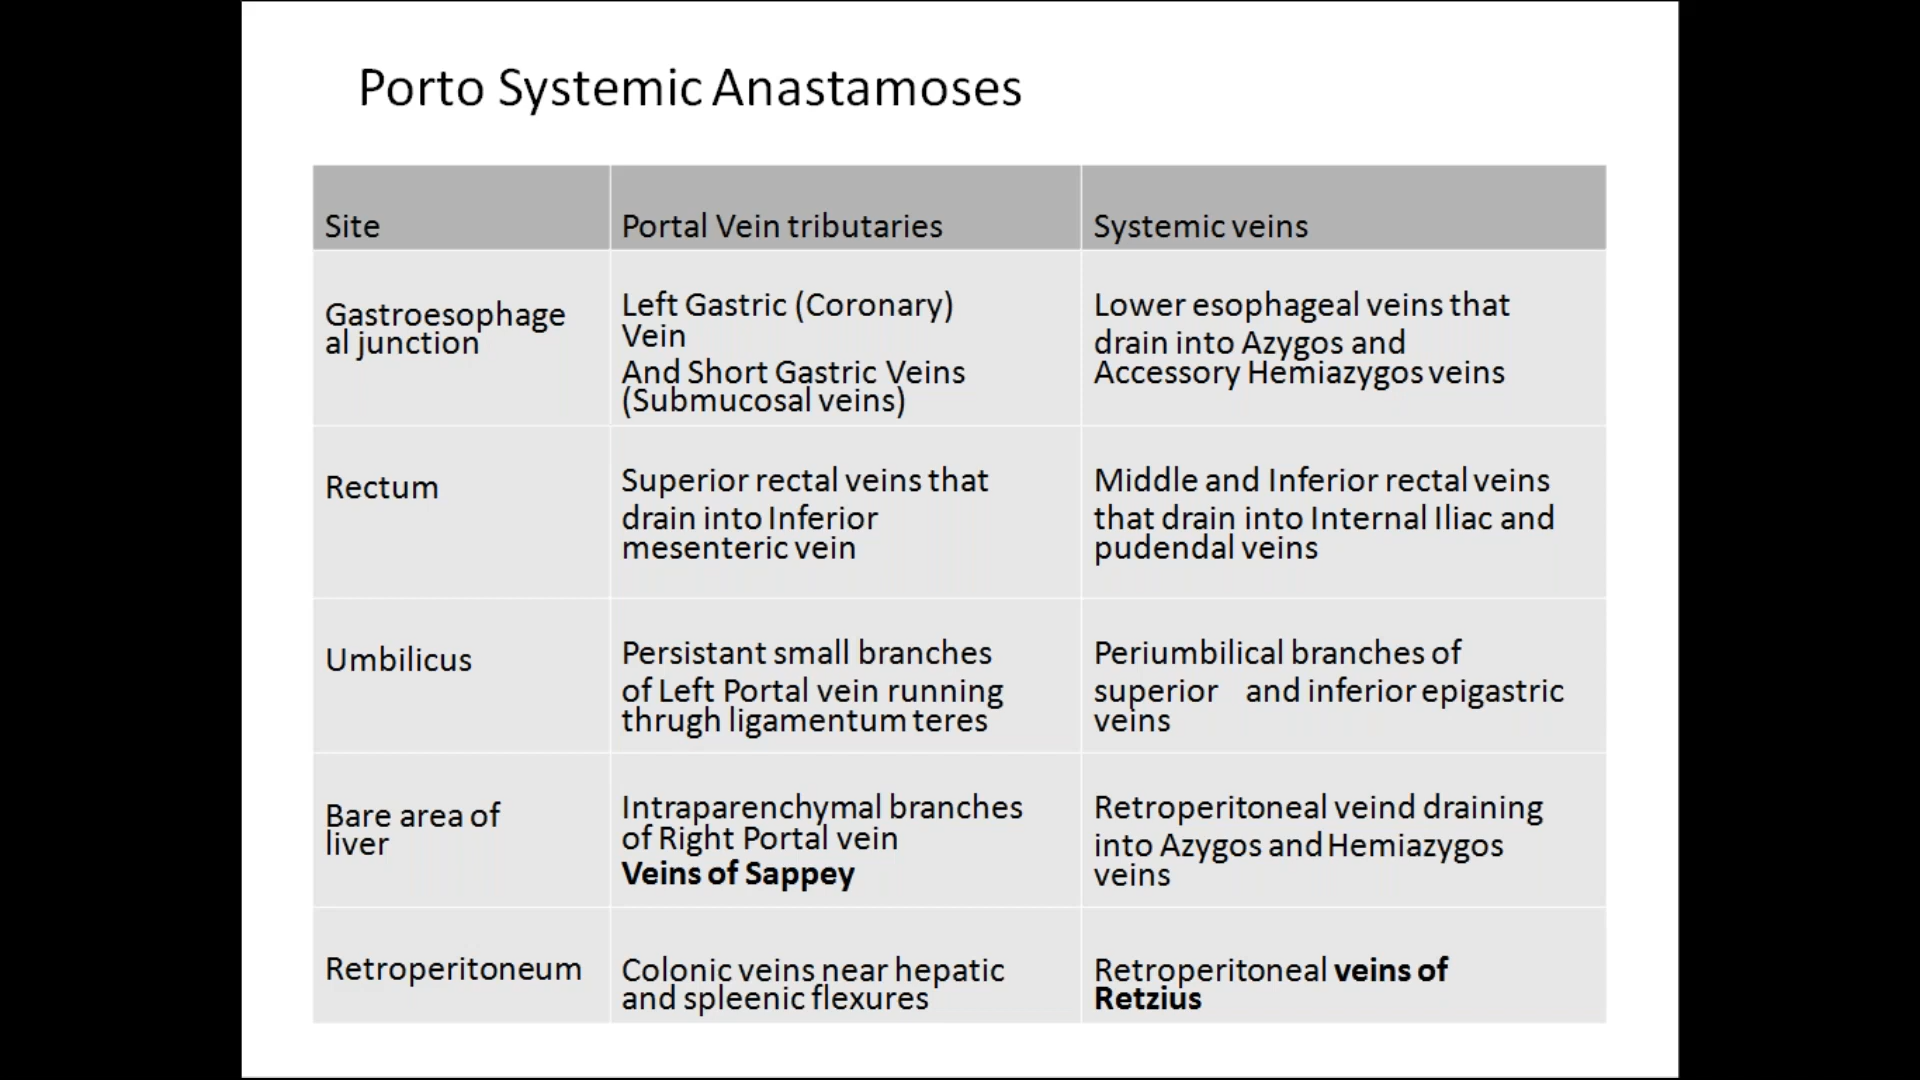 Porto Systemic Anastamoses
Site
Portal Vein tributaries
Systemic veins
Gastroesophage
al junction
Left Gastric (Coronary)
Vein
And Short Gastric Veins
(Submucosal veins)
Lower esophageal veins that
drain into Azygos and
Accessory Hemiazygos veins
Rectum
Superior rectal veins that
drain into Inferior
mesenteric vein
Middle and Inferior rectal veins
that drain into Internal Iliac and
pudendal veins
Umbilicus
Persistant small branches
of Left Portal vein running
thrugh ligamentum teres
Periumbilical branches of
superior and inferior epigastric
veins
Bare area of
liver
Intraparenchymal branches
of Right Portal vein
Veins of Sappey
Retroperitoneal veind draining
into Azygos and Hemiazygos
veins
Retroperitoneum
Colonic veins near hepatic
and spleenic flexures
Retroperitoneal veins of
Retzius